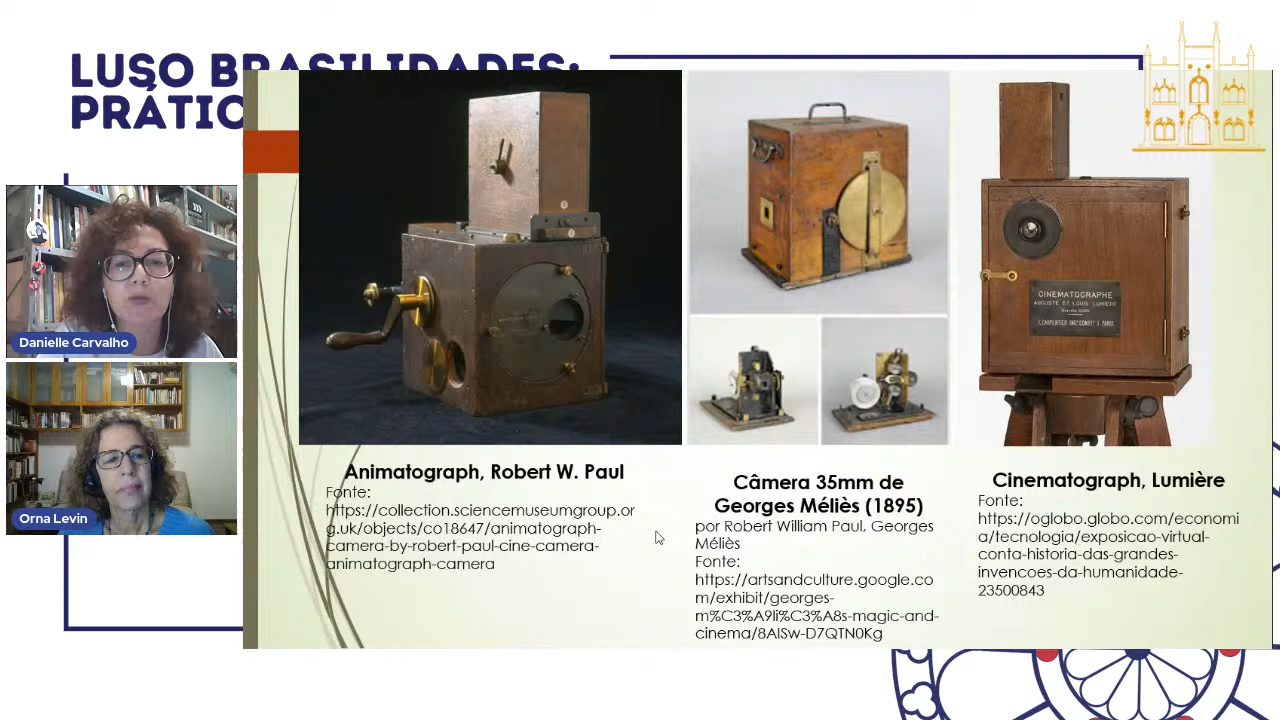 LUSO BRASILIDADES:
PRÁTIC
Danielle Carvalho
Orna Levin
CINEMATOGRAPHE
AUGUSTE ET LOUIS LUMIERE
Animatograph, Robert W. Paul
Fonte:
https://collection.sciencemuseumgroup.or
g.uk/objects/co18647/animatograph-
camera-by-robert-paul-cine-camera-
animatograph-camera
Câmera 35mm de
Georges Méliès (1895)
por Robert William Paul, Georges
Méliès
Fonte:
https://artsandculture.google.co
m/exhibit/georges-
m%C3%A9li%C3%A8s-magic-and-
cinema/8AISw-D7QTN0Kg
Cinematograph, Lumière
Fonte:
https://oglobo.globo.com/economi
a/tecnologia/exposicao-virtual-
conta-historia-das-grandes-
invencoes-da-humanidade-
23500843